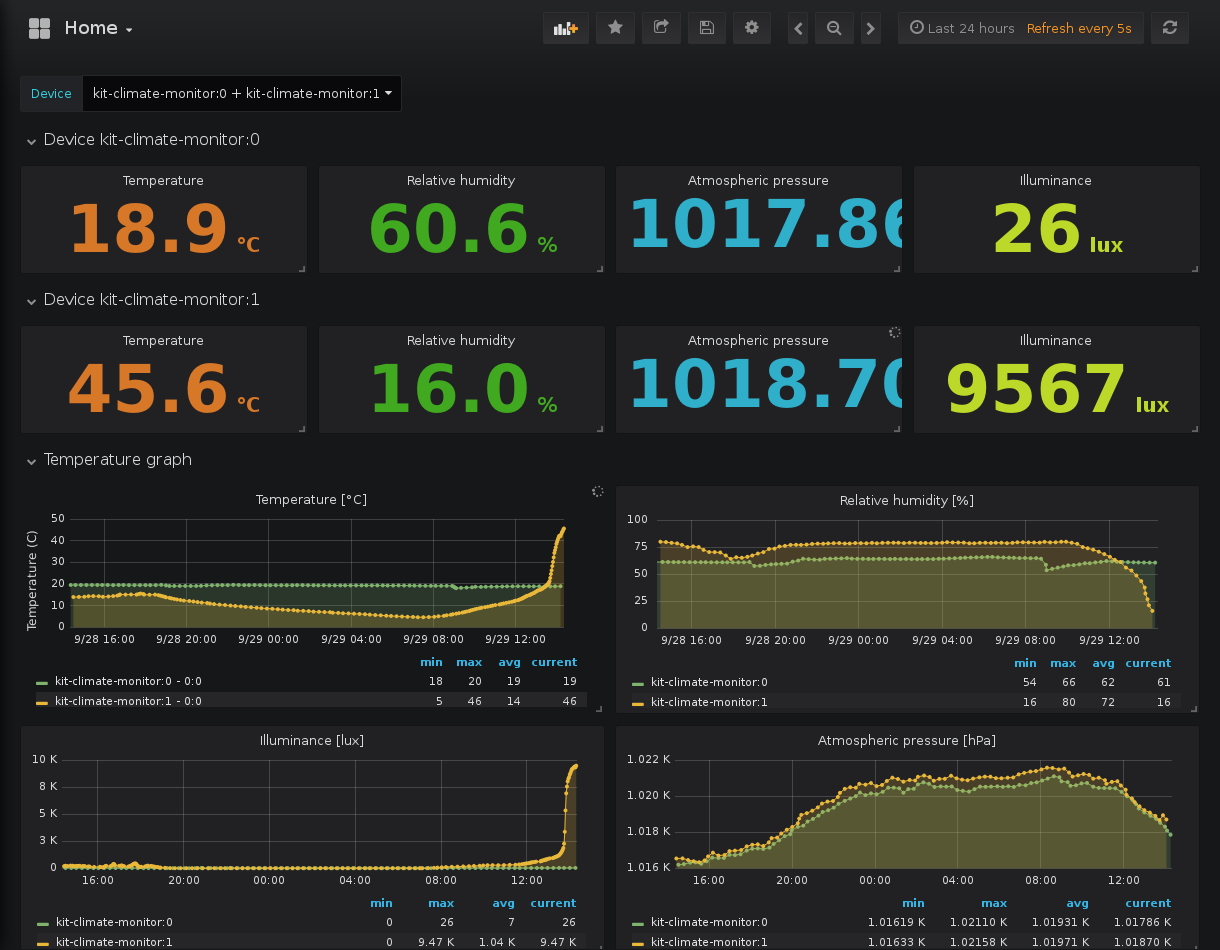 Home
Last 24 hours Refresh every 5s
Device kit-climate-monitor:0 + kit-climate-monitor:1
Device kit-climate-monitor:0
Temperature Relative humidity Atmospheric pressure Illuminance
18.9 °C 60.6 % 1017.86 26 lux
Device kit-climate-monitor:1
Temperature Relative humidity Atmospheric pressure Illuminance
45.6 °C 16.0 % 1018.70 9567 lux
Temperature graph
Temperature [°C]
Temperature (C)
50
40
30
20
10
0
9/28 16:00 9/28 20:00 9/29 00:00 9/29 04:00 9/29 08:00 9/29 12:00
min max avg current
kit-climate-monitor:0 - 0:0 18 20 19 19
kit-climate-monitor:1 - 0:0 5 46 14 46
Relative humidity [%]
100
75
50
25
0
9/28 16:00 9/28 20:00 9/29 00:00 9/29 04:00 9/29 08:00 9/29 12:00
min max avg current
kit-climate-monitor:0 54 66 62 61
kit-climate-monitor:1 16 80 72 16
Illuminance [lux]
10 K
8 K
5 K
3 K
0
16:00 20:00 00:00 04:00 08:00 12:00
min max avg current
kit-climate-monitor:0 0 26 7 26
kit-climate-monitor:1 0 9.47 K 1.04 K 9.47 K
Atmospheric pressure [hPa]
1.022 K
1.020 K
1.018 K
1.016 K
16:00 20:00 00:00 04:00 08:00 12:00
min max avg current
kit-climate-monitor:0 1.01619 K 1.02110 K 1.01931 K 1.01786 K
kit-climate-monitor:1 1.01633 K 1.02158 K 1.01971 K 1.01870 K